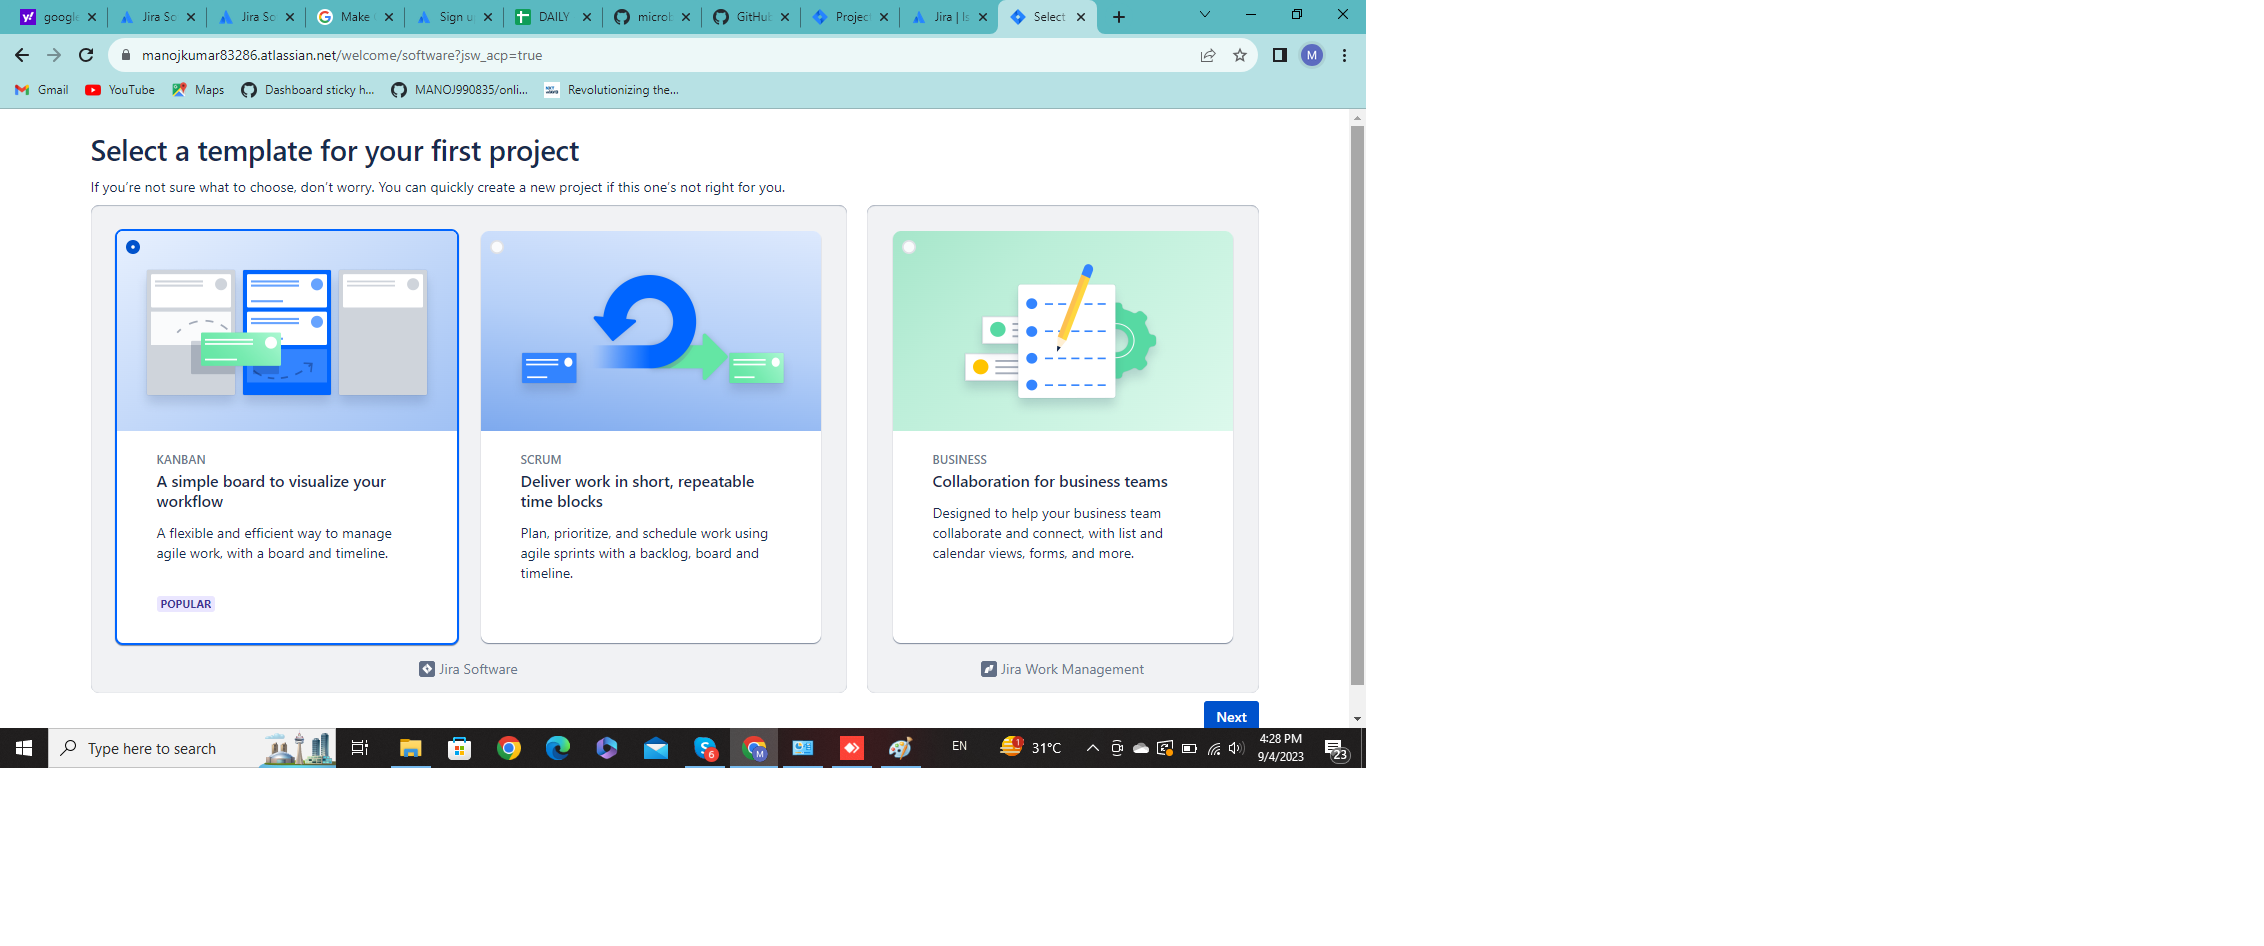 google
Jira So
Jira So
Make
Sign u
DAILY
microl
GitHub
Project
Jira | Is
Select
manojkumar83286.atlassian.net/welcome/software?jsw_acp=true
M
Gmail
YouTube
Maps
Dashboard sticky h...
MANOJ990835/onli...
Revolutionizing the...
Select a template for your first project
If you're not sure what to choose, don't worry. You can quickly create a new project if this one's not right for you.
KANBAN
A simple board to visualize your
workflow
A flexible and efficient way to manage
agile work, with a board and timeline.
POPULAR
SCRUM
Deliver work in short, repeatable
time blocks
Plan, prioritize, and schedule work using
agile sprints with a backlog, board and
timeline.
Jira Software
BUSINESS
Collaboration for business teams
Designed to help your business team
collaborate and connect, with list and
calendar views, forms, and more.
Jira Work Management
Next
Type here to search
6
M
EN
1
31°C
4:28 PM
9/4/2023
23